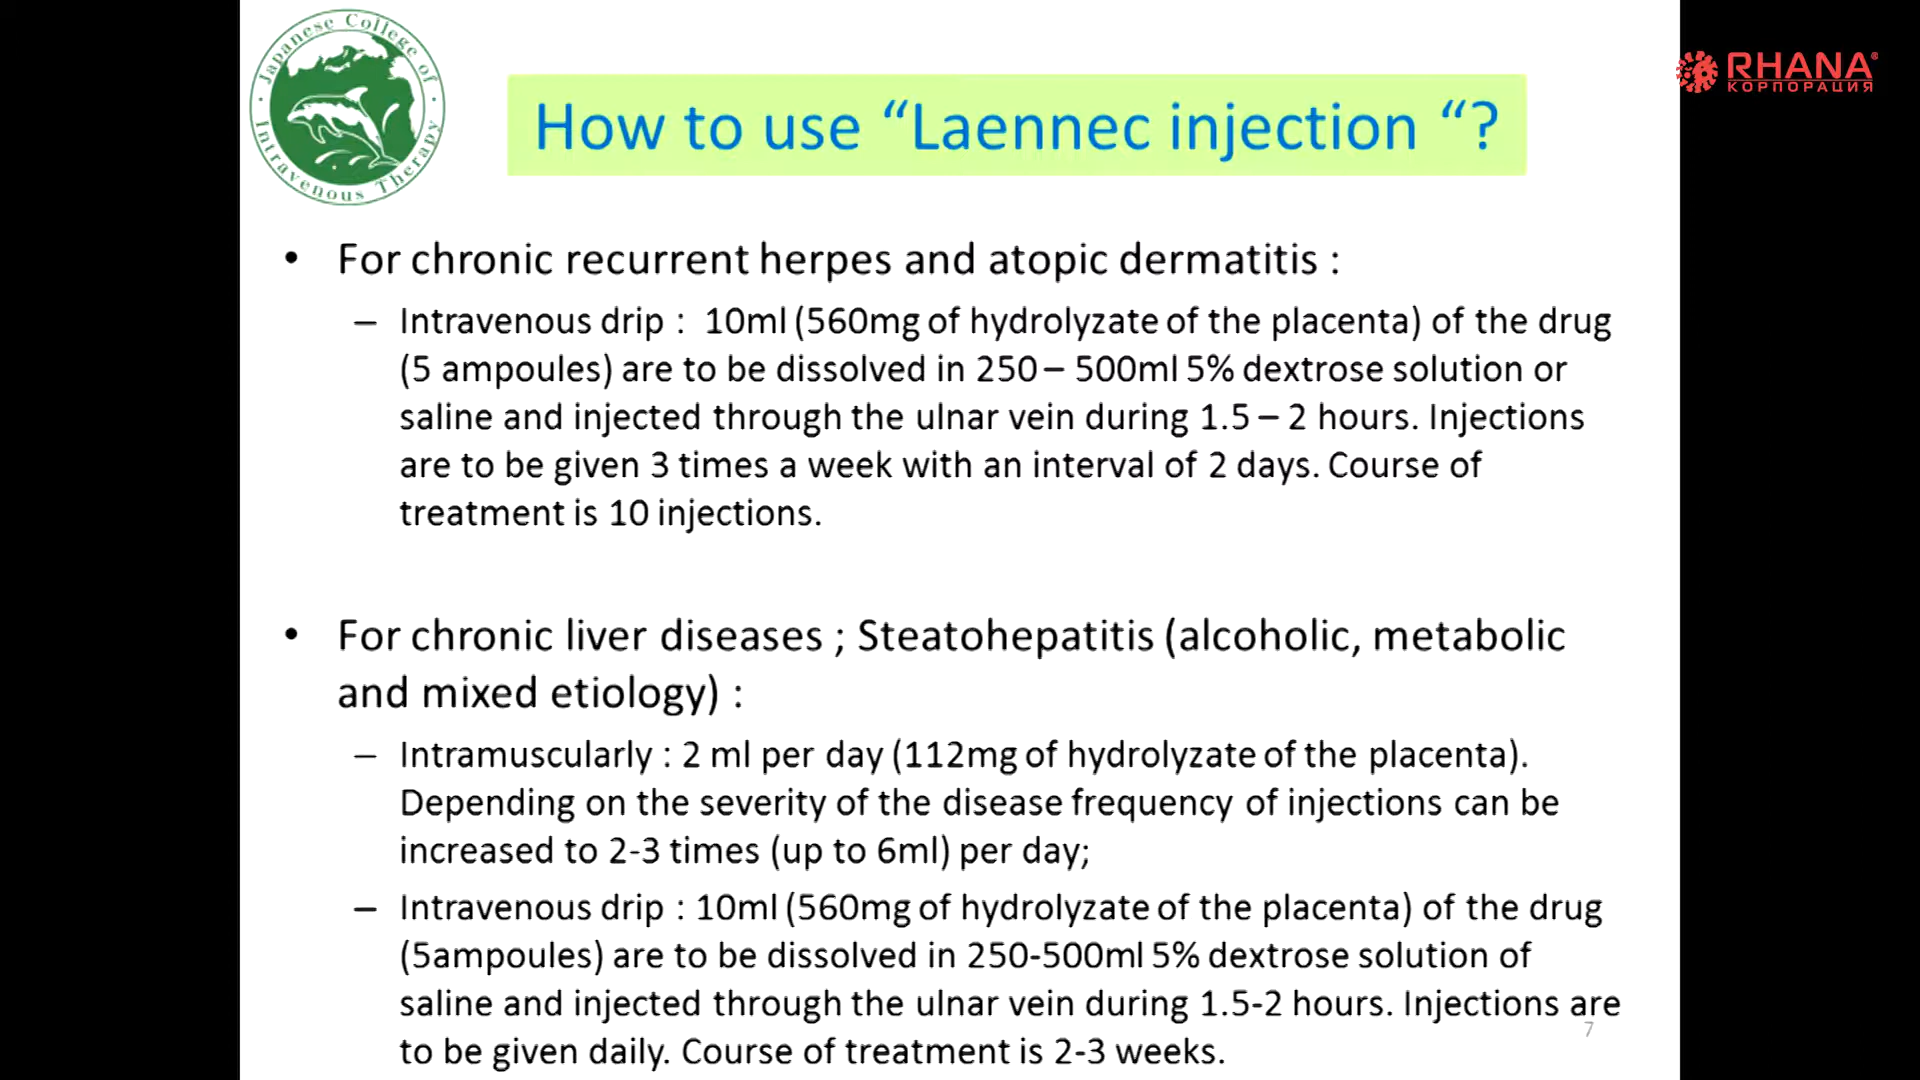 Japanese College of
Intravenous Therapy
RHANA®
КОРПОРАЦИЯ
How to use “Laennec injection “?
• For chronic recurrent herpes and atopic dermatitis :
– Intravenous drip : 10ml (560mg of hydrolyzate of the placenta) of the drug
(5 ampoules) are to be dissolved in 250 – 500ml 5% dextrose solution or
saline and injected through the ulnar vein during 1.5 – 2 hours. Injections
are to be given 3 times a week with an interval of 2 days. Course of
treatment is 10 injections.
• For chronic liver diseases ; Steatohepatitis (alcoholic, metabolic
and mixed etiology) :
– Intramuscularly : 2 ml per day (112mg of hydrolyzate of the placenta).
Depending on the severity of the disease frequency of injections can be
increased to 2-3 times (up to 6ml) per day;
– Intravenous drip : 10ml (560mg of hydrolyzate of the placenta) of the drug
(5ampoules) are to be dissolved in 250-500ml 5% dextrose solution of
saline and injected through the ulnar vein during 1.5-2 hours. Injections are
to be given daily. Course of treatment is 2-3 weeks.
7